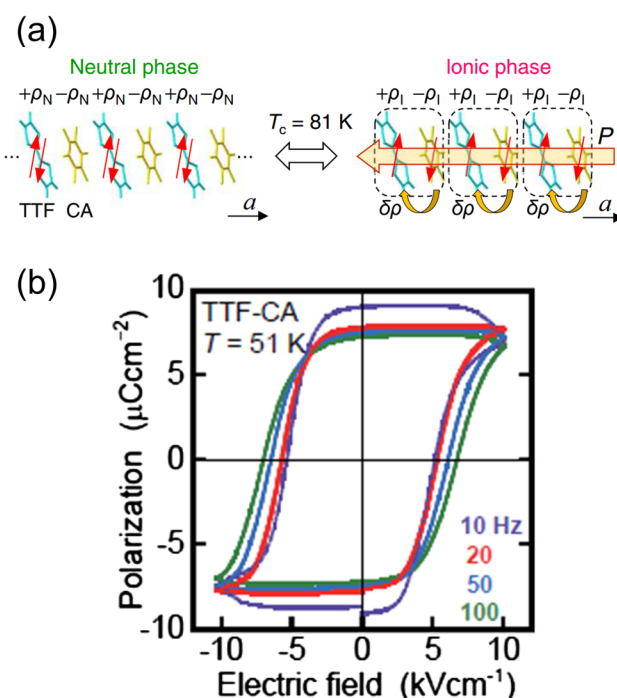 (a)
Neutral phase
Ionic phase
+ρN −ρN +ρN −ρN +ρN −ρN
Tc = 81 K
+ρI −ρI +ρI −ρI +ρI −ρI
P
... ...
TTF CA
a
δρ δρ δρ
a
(b)
TTF-CA
T = 51 K
10
5
0
-5
-10
Polarization (μCcm−2)
10 Hz
20
50
100
-10 -5 0 5 10
Electric field (kVcm-1)